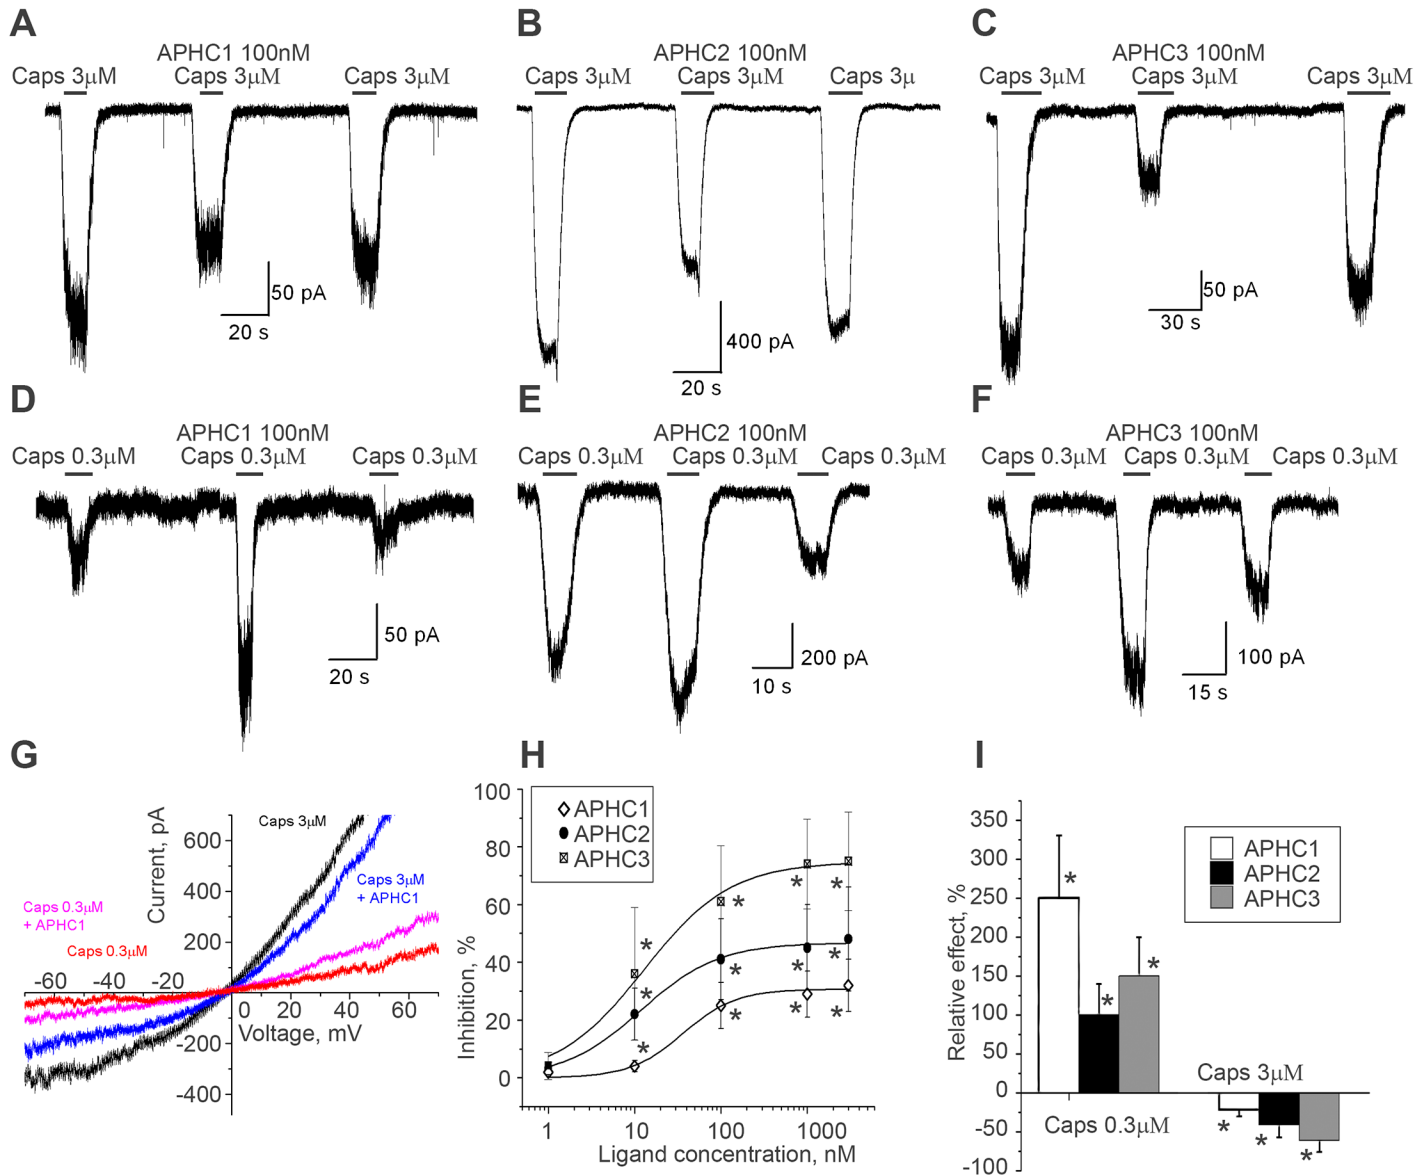 A
APHC1 100nM
Caps 3μM Caps 3μM Caps 3μM
50 pA
20 s
B
APHC2 100nM
Caps 3μM Caps 3μM Caps 3μ
400 pA
20 s
C
APHC3 100nM
Caps 3μM Caps 3μM Caps 3μM
50 pA
30 s
D
APHC1 100nM
Caps 0.3μM Caps 0.3μM Caps 0.3μM
50 pA
20 s
E
APHC2 100nM
Caps 0.3μM Caps 0.3μM Caps 0.3μM
200 pA
10 s
F
APHC3 100nM
Caps 0.3μM Caps 0.3μM Caps 0.3μM
100 pA
15 s
G
Current, pA
600
400
200
-200
-400
Caps 3μM
Caps 3μM
+ APHC1
Caps 0.3μM
+ APHC1
Caps 0.3μM
-60 -40 -20 0 20 40 60
Voltage, mV
H
Inhibition, %
100
80
60
40
20
0
APHC1
APHC2
APHC3
* * * *
* * * *
* * * *
1 10 100 1000
Ligand concentration, nM
I
Relative effect, %
350
300
250
200
150
100
50
0
-50
-100
APHC1
APHC2
APHC3
* * *
Caps 3μM
Caps 0.3μM
* * *